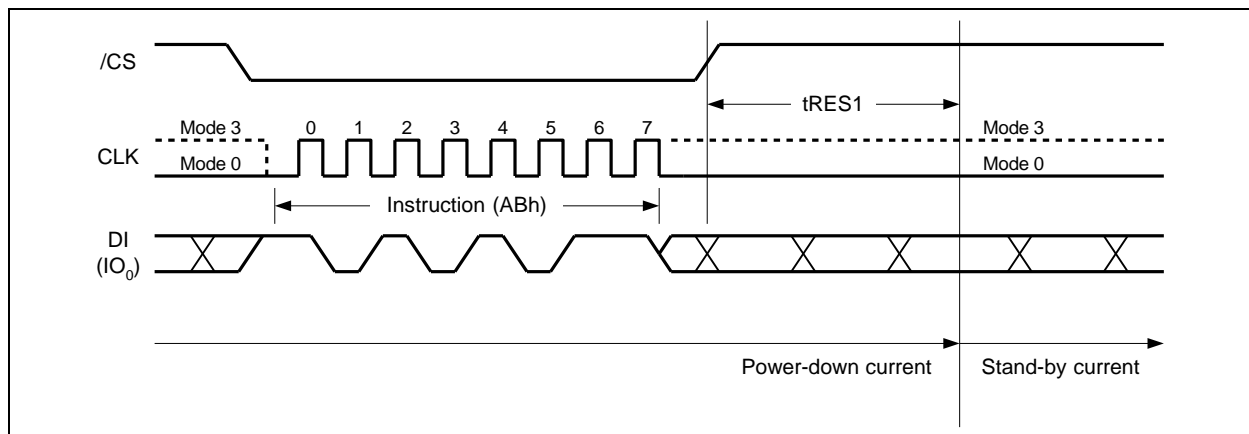 /CS
tRES1
Mode 3 0 1 2 3 4 5 6 7 Mode 3
CLK
Mode 0 Mode 0
Instruction (ABh)
DI
(IO₀)
Power-down current Stand-by current